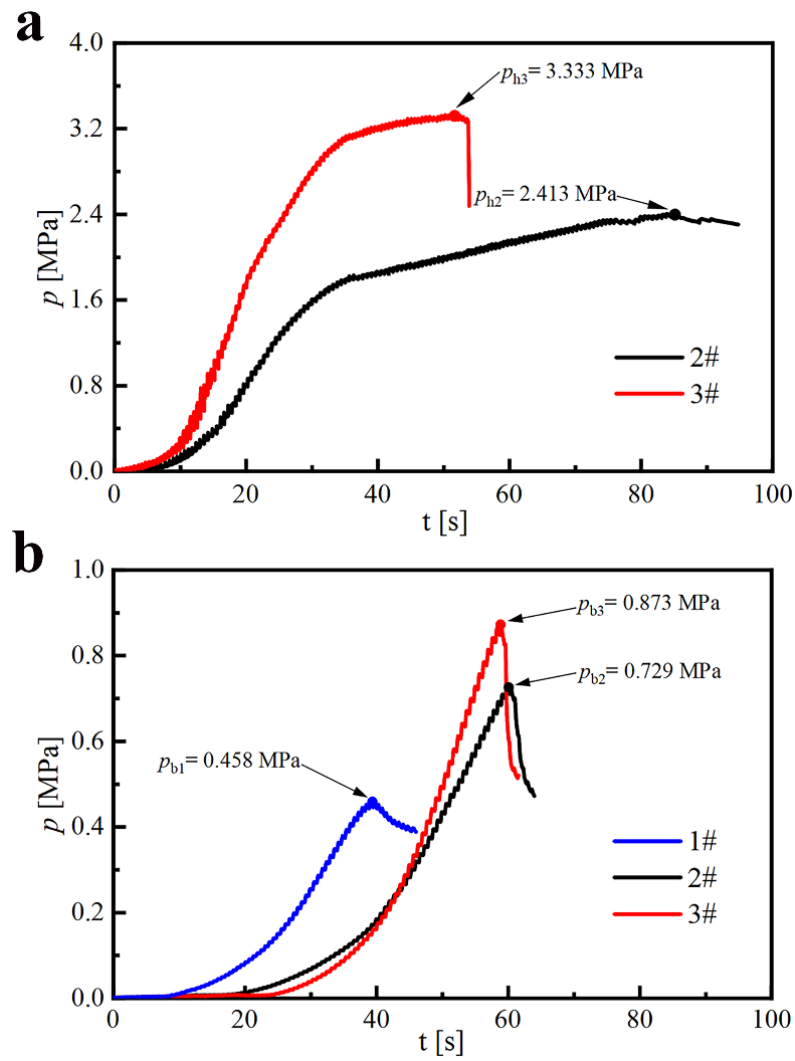 a
4.0
3.2
2.4
1.6
0.8
0.0
p [MPa]
p_h3= 3.333 MPa
p_h2= 2.413 MPa
2#
3#
0 20 40 60 80 100
t [s]
b
1.0
0.8
0.6
0.4
0.2
0.0
p [MPa]
p_b3= 0.873 MPa
p_b2= 0.729 MPa
p_b1= 0.458 MPa
1#
2#
3#
0 20 40 60 80 100
t [s]